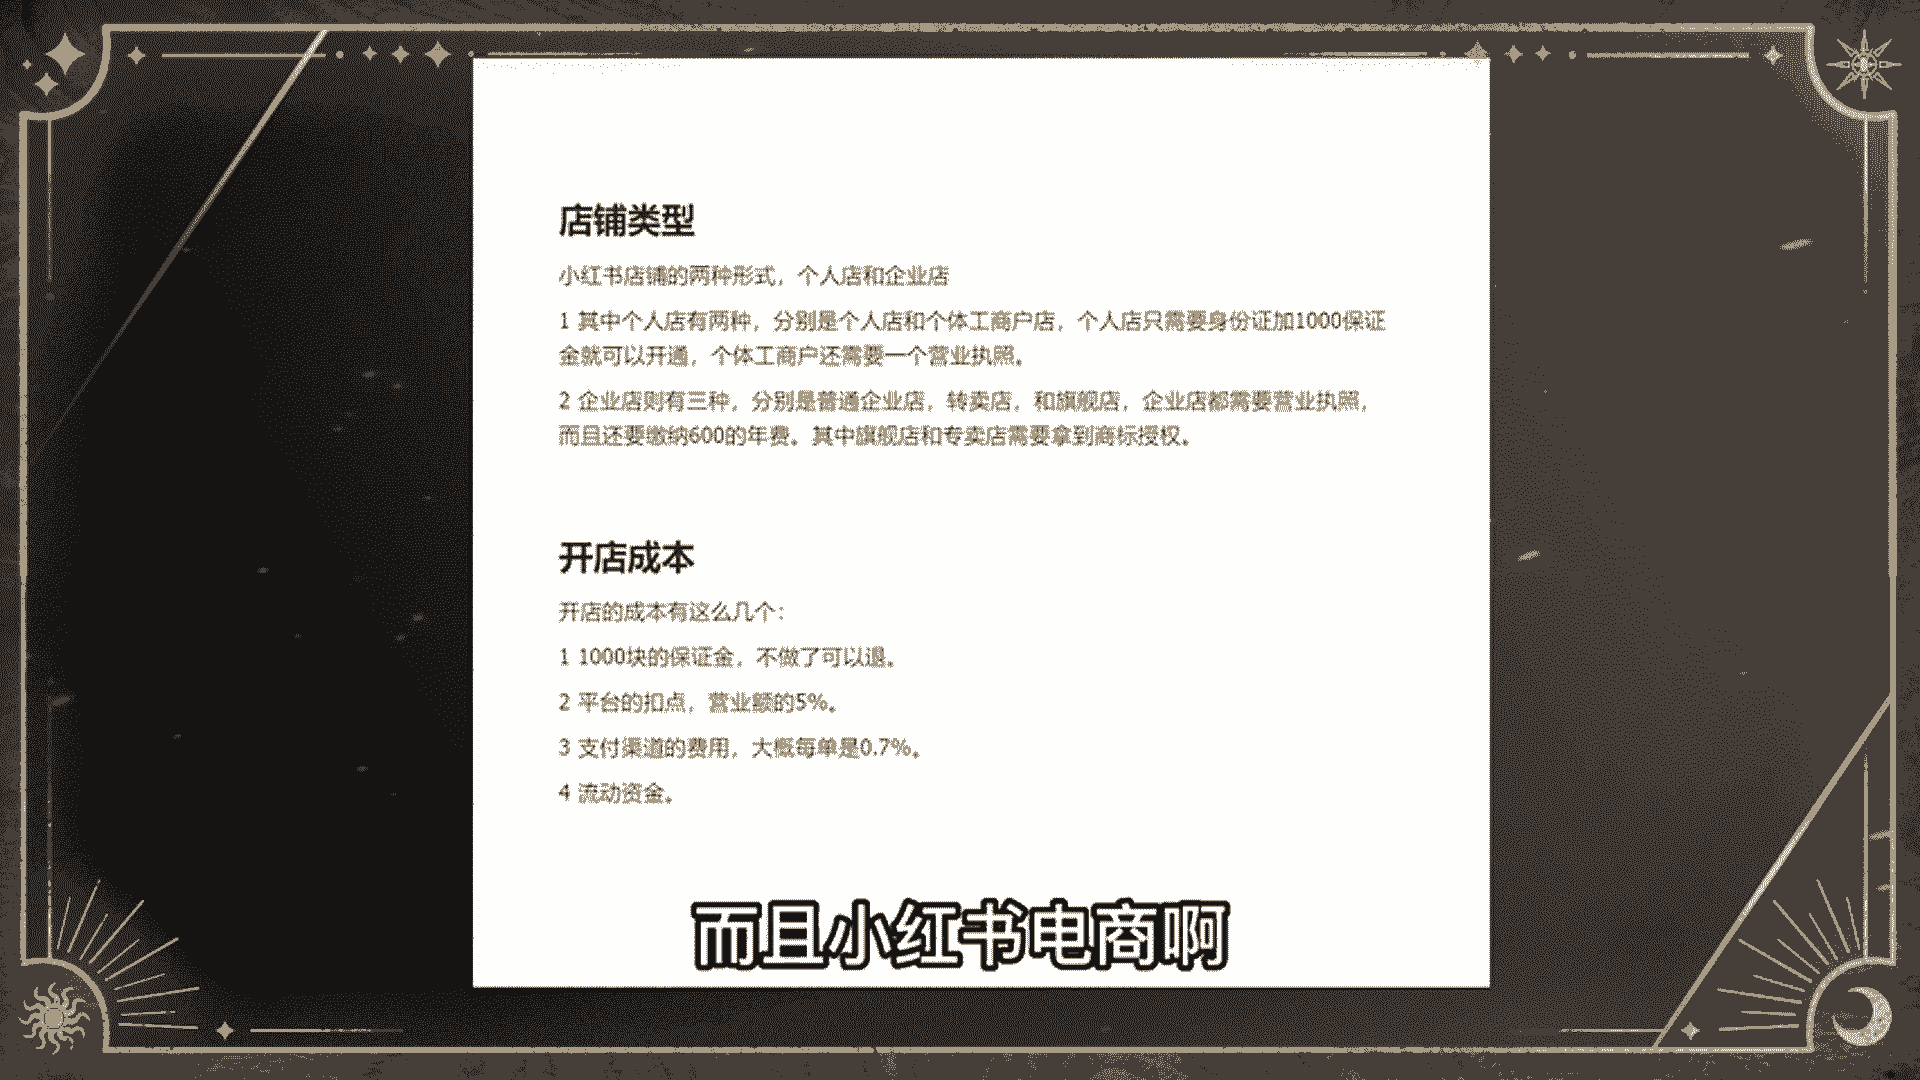 店铺类型
小红书店铺的两种形式，个人店和企业店
1 其中个人店有两种，分别是个人店和个体工商户店，个人店只需要身份证加1000保证
金就可以开通，个体工商户还需要一个营业执照。
2 企业店则有三种，分别是普通企业店，转卖店，和旗舰店，企业店都需要营业执照，
而且还要缴纳600的年费。其中旗舰店和专卖店需要拿到商标授权。
开店成本
开店的成本有这么几个：
1 1000块的保证金，不做了可以退。
2 平台的扣点，营业额的5%。
3 支付渠道的费用，大概每单是0.7%。
4 流动资金。
而且小红书电商啊